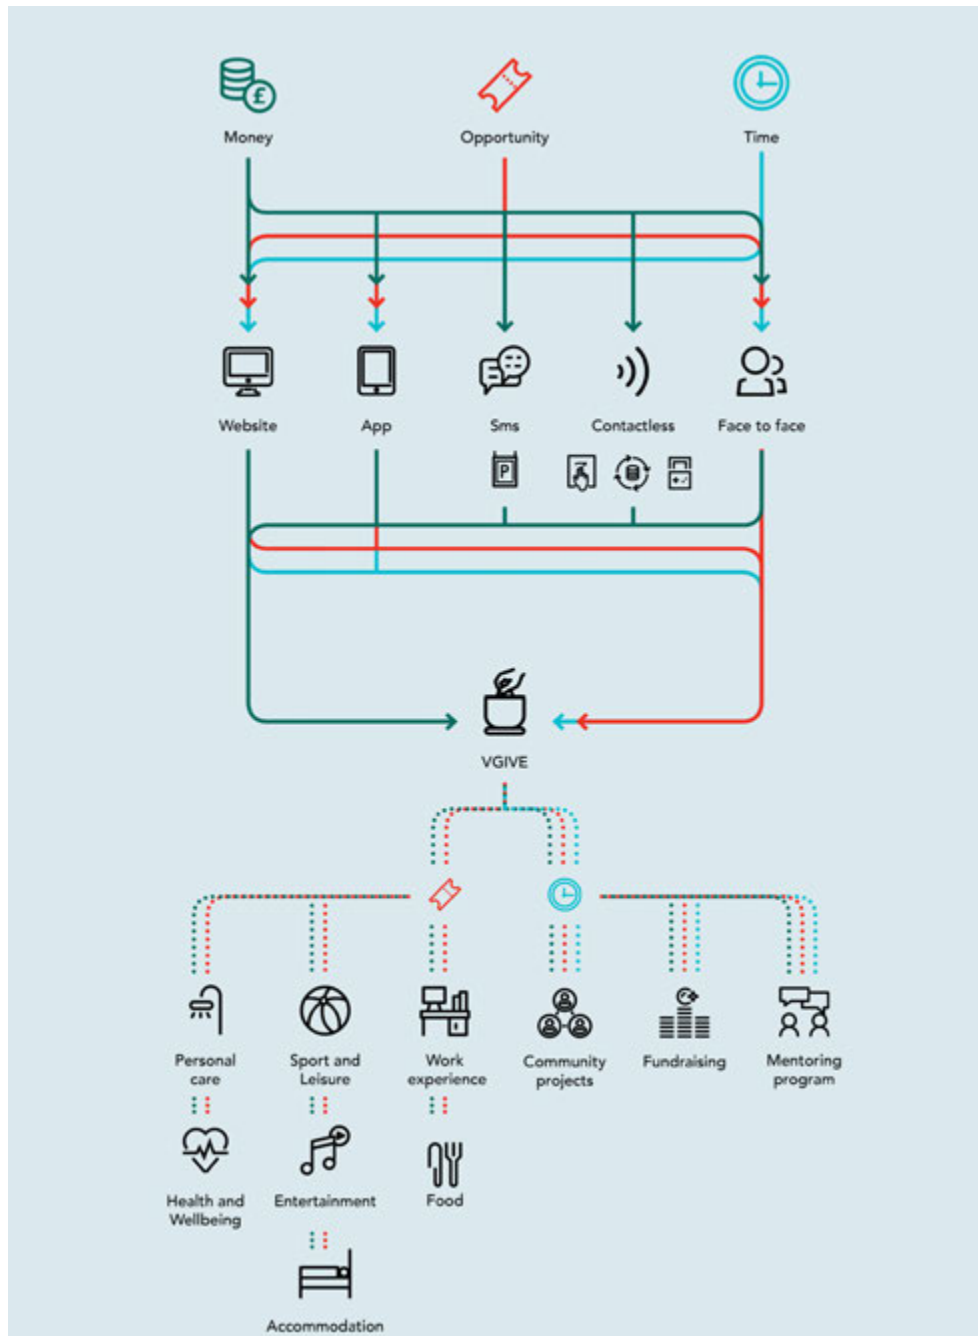 £
Money
Opportunity
Time
Website
App
Sms
Contactless
Face to face
P
VGIVE
Personal
care
Sport and
Leisure
Work
experience
Community
projects
Fundraising
Mentoring
program
Health and
Wellbeing
Entertainment
Food
Accommodation